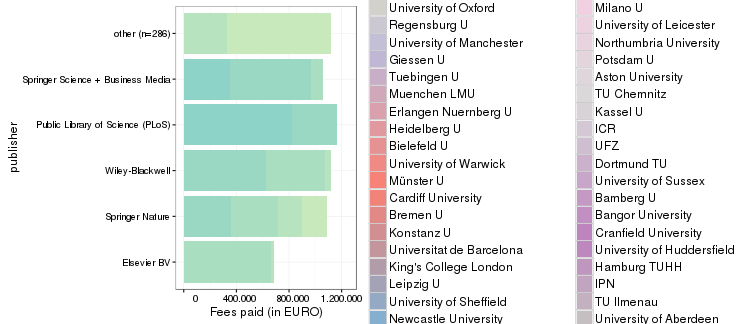 publisher
other (n=286)
Springer Science + Business Media
Public Library of Science (PLoS)
Wiley-Blackwell
Springer Nature
Elsevier BV
0 400.000 800.000 1.200.000
Fees paid (in EURO)
University of Oxford
Regensburg U
University of Manchester
Giessen U
Tuebingen U
Muenchen LMU
Erlangen Nuernberg U
Heidelberg U
Bielefeld U
University of Warwick
Münster U
Cardiff University
Bremen U
Konstanz U
Universitat de Barcelona
King's College London
Leipzig U
University of Sheffield
Newcastle University
Milano U
University of Leicester
Northumbria University
Potsdam U
Aston University
TU Chemnitz
Kassel U
ICR
UFZ
Dortmund TU
University of Sussex
Bamberg U
Bangor University
Cranfield University
University of Huddersfield
Hamburg TUHH
IPN
TU Ilmenau
University of Aberdeen